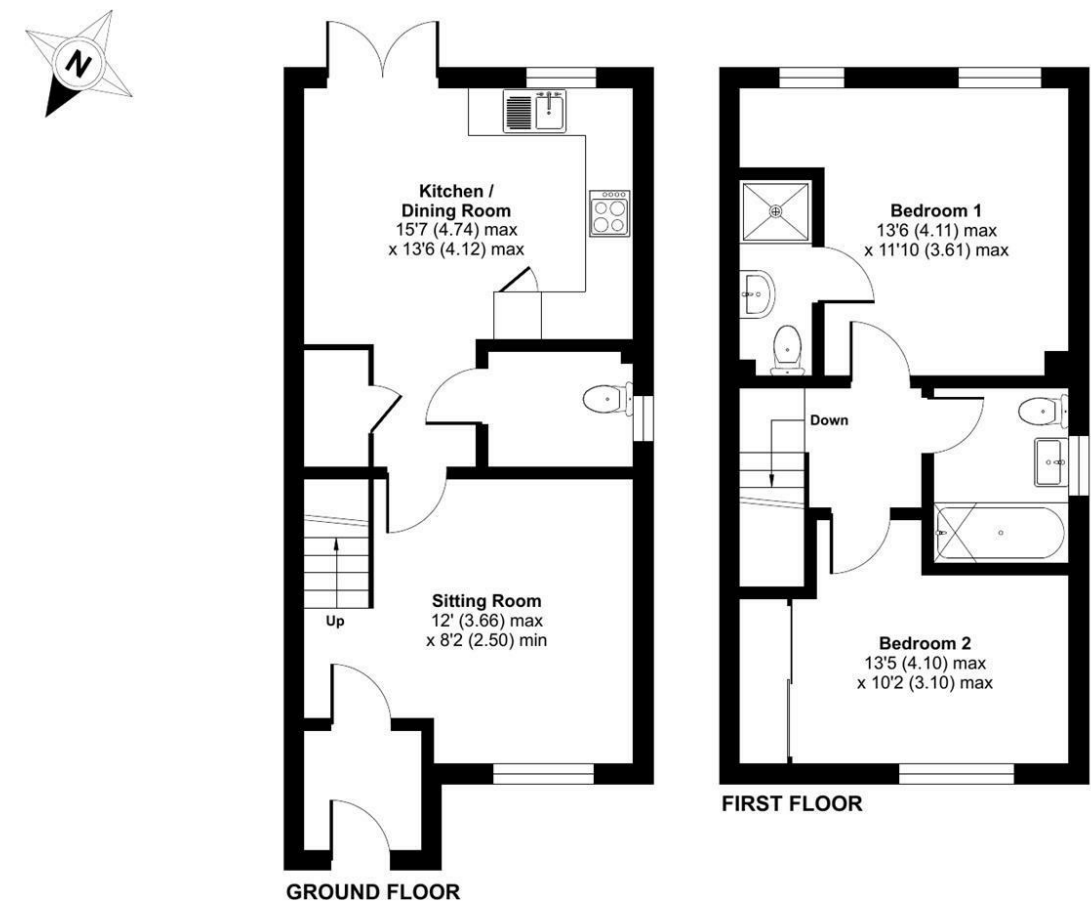 N
Kitchen /
Dining Room
15'7 (4.74) max
x 13'6 (4.12) max
Up
Sitting Room
12' (3.66) max
x 8'2 (2.50) min
GROUND FLOOR
Bedroom 1
13'6 (4.11) max
x 11'10 (3.61) max
Down
Bedroom 2
13'5 (4.10) max
x 10'2 (3.10) max
FIRST FLOOR